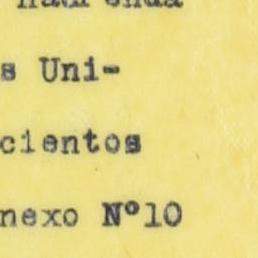 s Uni-
cientos
nexo Nº10